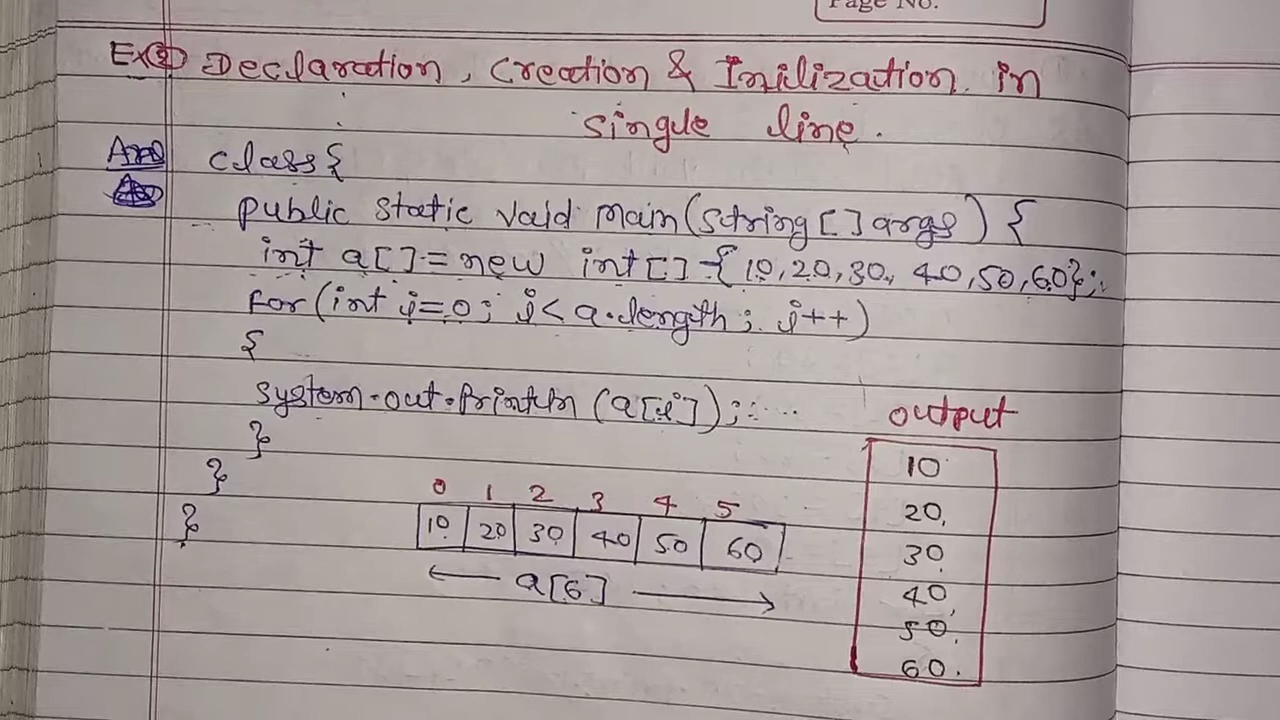 Page No.
Ex② Declaration, Creation & Inilization in
single line.
Ans class{
public static void main(String[] args) {
int a[]=new int[] {10,20,30, 40,50,60};
for(int i=0; i<a.length; i++)
{
System.out.Println (a[i]);
}
}
}
output
10
20
30
40
50
60
0 1 2 3 4 5
10 20 30 40 50 60
← a[6] →